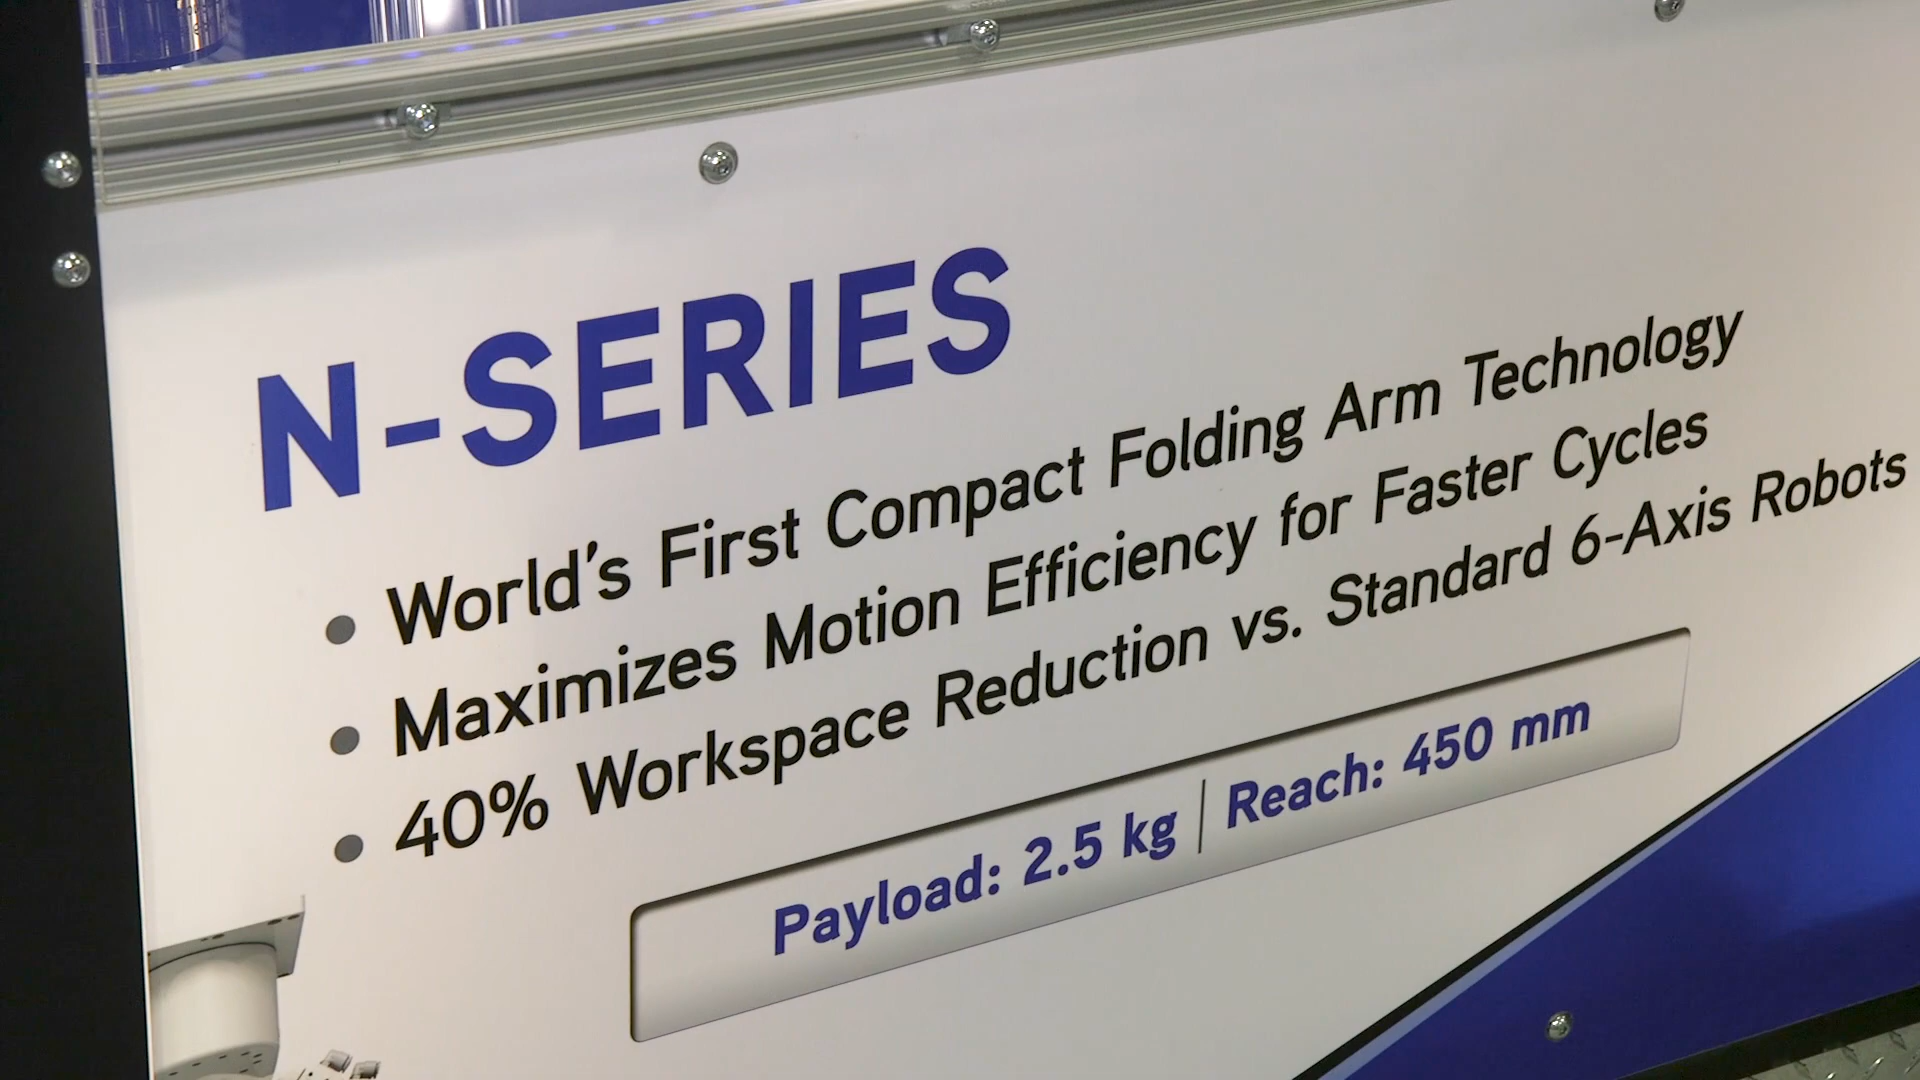 N-SERIES
• World's First Compact Folding Arm Technology
• Maximizes Motion Efficiency for Faster Cycles
• 40% Workspace Reduction vs. Standard 6-Axis Robots
Payload: 2.5 kg | Reach: 450 mm